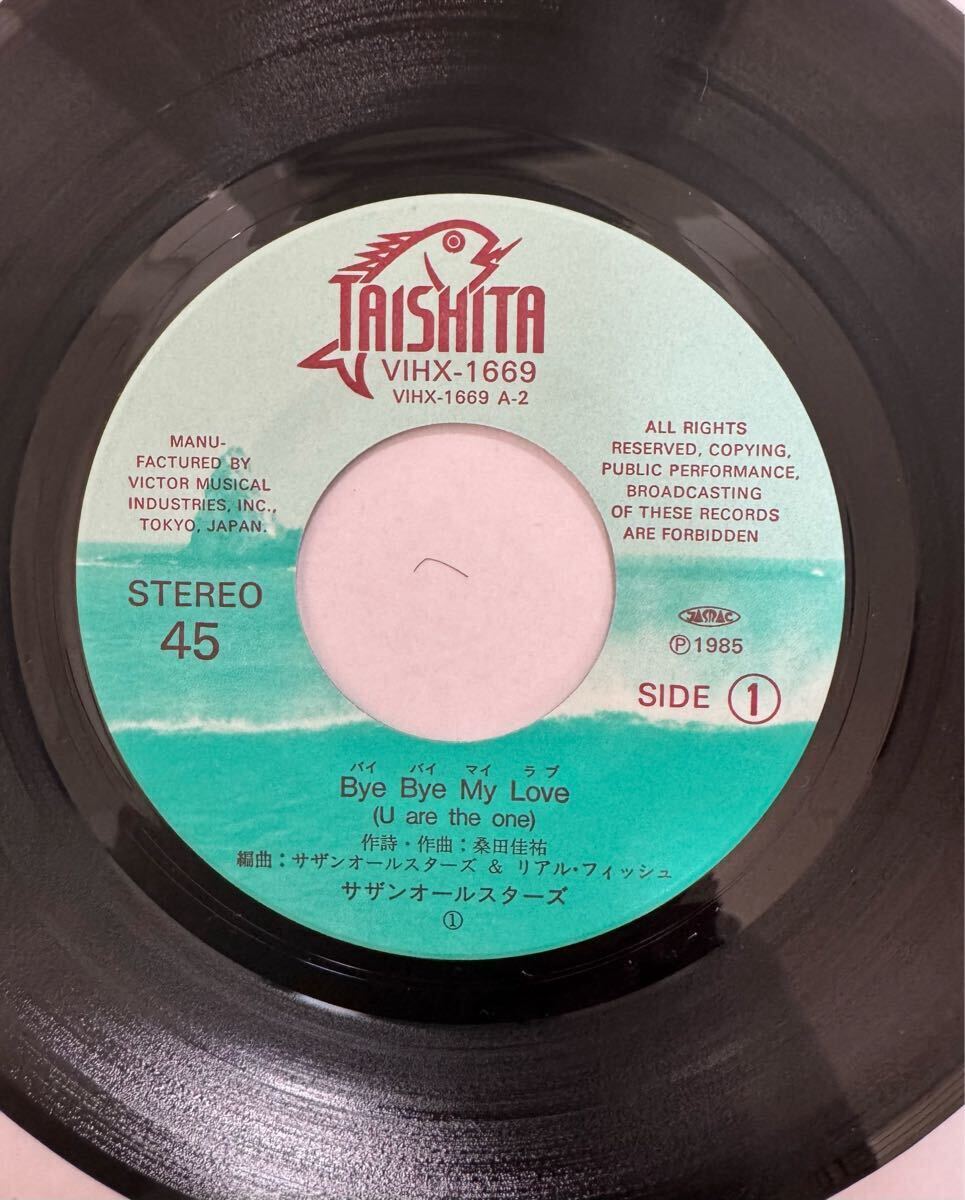 TAISHITA
VIHX-1669
VIHX-1669 A-2
MANU-
FACTURED BY
VICTOR MUSICAL
INDUSTRIES, INC.,
TOKYO, JAPAN.
ALL RIGHTS
RESERVED, COPYING,
PUBLIC PERFORMANCE,
BROADCASTING
OF THESE RECORDS
ARE FORBIDDEN
STEREO
45
JASRAC
Ⓟ1985
SIDE ①
バイ バイ マイ ラブ
Bye Bye My Love
(U are the one)
作詩・作曲：桑田佳祐
編曲：サザンオールスターズ & リアル・フィッシュ
サザンオールスターズ
①